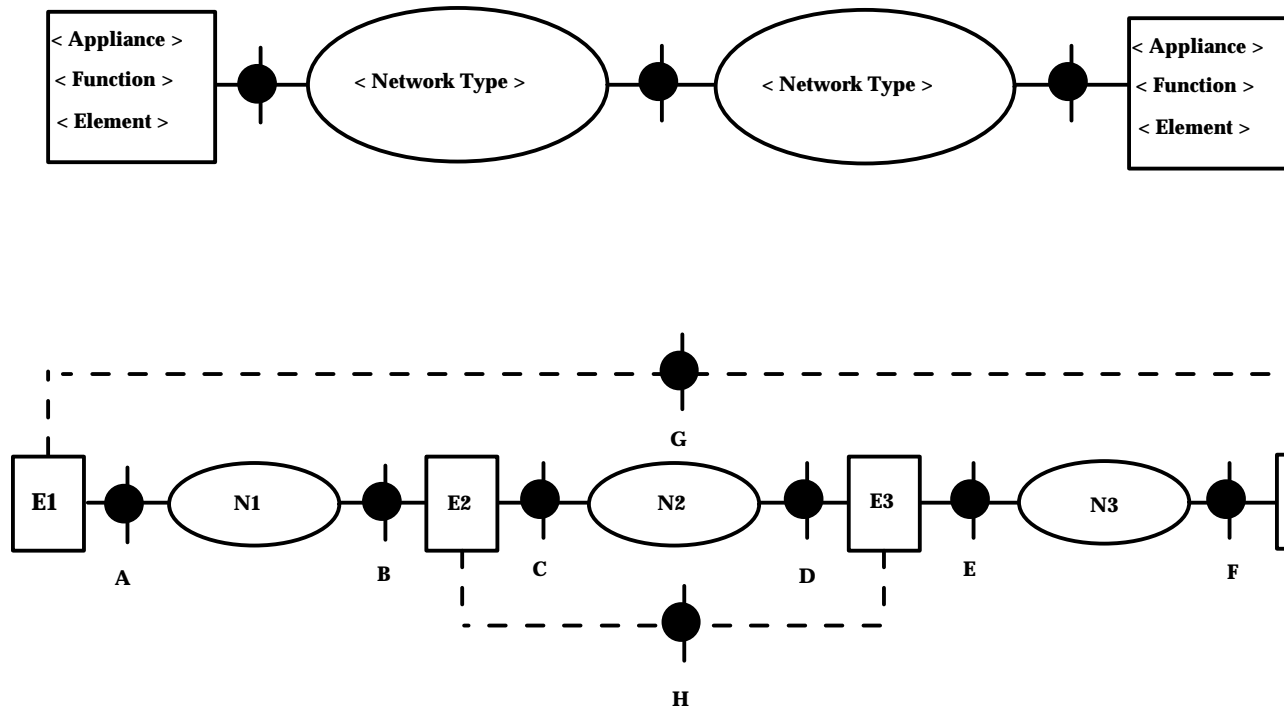 < Appliance >
< Function >
< Element >
< Network Type >
< Network Type >
< Appliance >
< Function >
< Element >
G
E1
N1
E2
N2
E3
N3
A
B
C
D
E
F
H